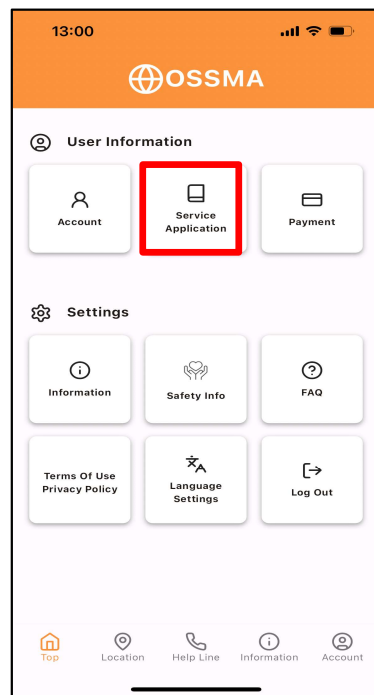 13:00
OSSMA
User Information
Account
Service
Application
Payment
Settings
Information
Safety Info
FAQ
Terms Of Use
Privacy Policy
Language
Settings
Log Out
Top
Location
Help Line
Information
Account